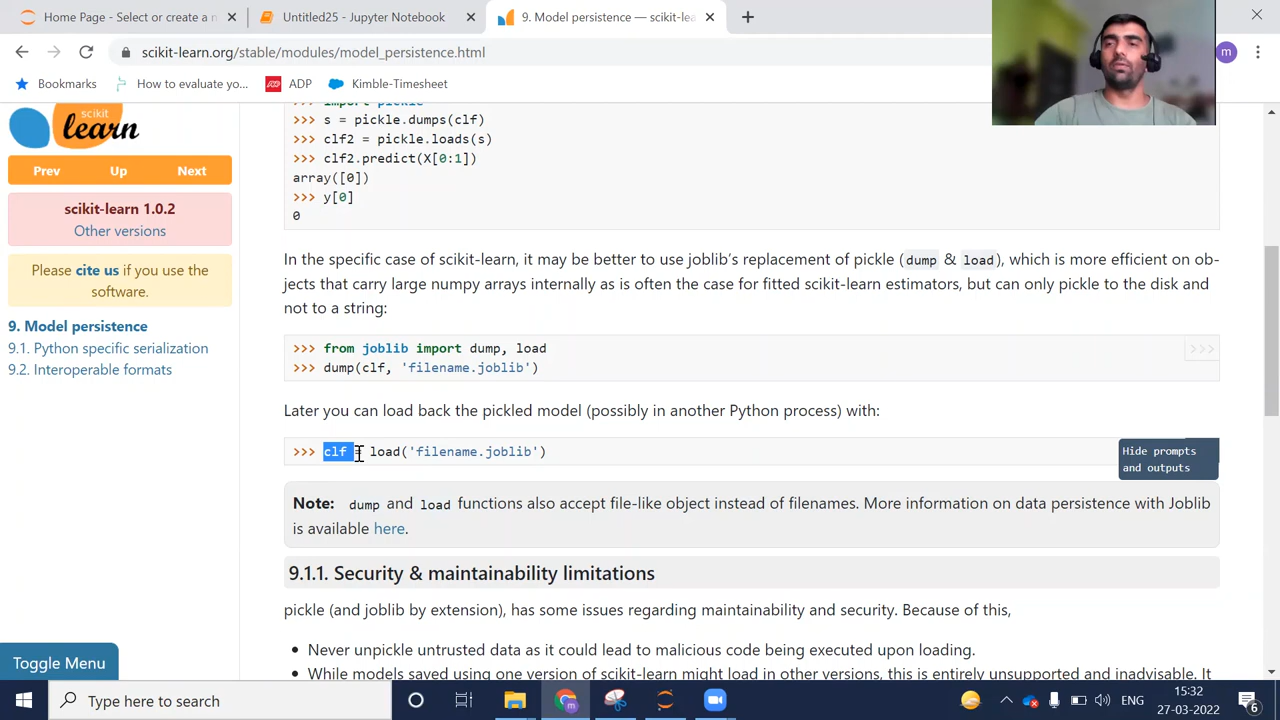 Home Page - Select or create a n
Untitled25 - Jupyter Notebook
9. Model persistence — scikit-lea
scikit-learn.org/stable/modules/model_persistence.html
m
Bookmarks
How to evaluate yo...
ADP
Kimble-Timesheet
scikit
learn
Prev
Up
Next
scikit-learn 1.0.2
Other versions
Please cite us if you use the
software.
9. Model persistence
9.1. Python specific serialization
9.2. Interoperable formats
Toggle Menu
>>> import pickle
>>> s = pickle.dumps(clf)
>>> clf2 = pickle.loads(s)
>>> clf2.predict(X[0:1])
array([0])
>>> y[0]
0
In the specific case of scikit-learn, it may be better to use joblib's replacement of pickle (dump & load), which is more efficient on ob-
jects that carry large numpy arrays internally as is often the case for fitted scikit-learn estimators, but can only pickle to the disk and
not to a string:
>>>
>>> from joblib import dump, load
>>> dump(clf, 'filename.joblib')
Later you can load back the pickled model (possibly in another Python process) with:
>>> clf = load('filename.joblib')
Hide prompts
and outputs
Note: dump and load functions also accept file-like object instead of filenames. More information on data persistence with Joblib
is available here.
9.1.1. Security & maintainability limitations
pickle (and joblib by extension), has some issues regarding maintainability and security. Because of this,
• Never unpickle untrusted data as it could lead to malicious code being executed upon loading.
• While models saved using one version of scikit-learn might load in other versions, this is entirely unsupported and inadvisable. It
Type here to search
m
ENG
15:32
27-03-2022
6